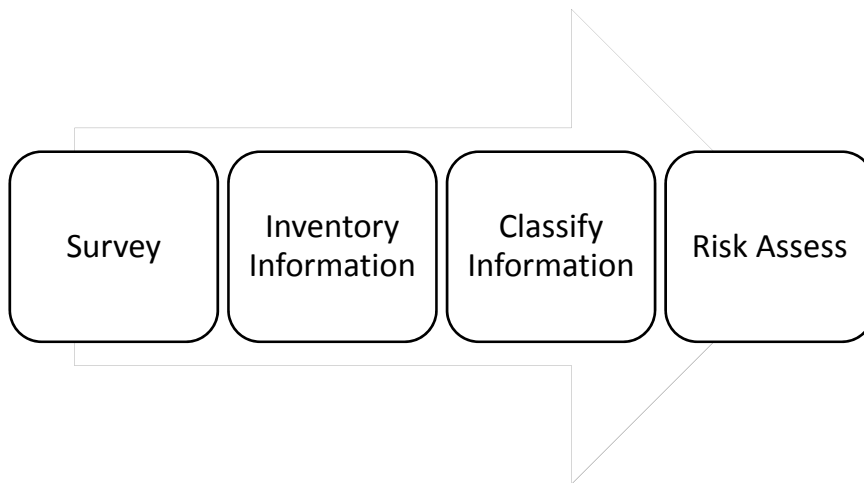 Survey
Inventory
Information
Classify
Information
Risk Assess